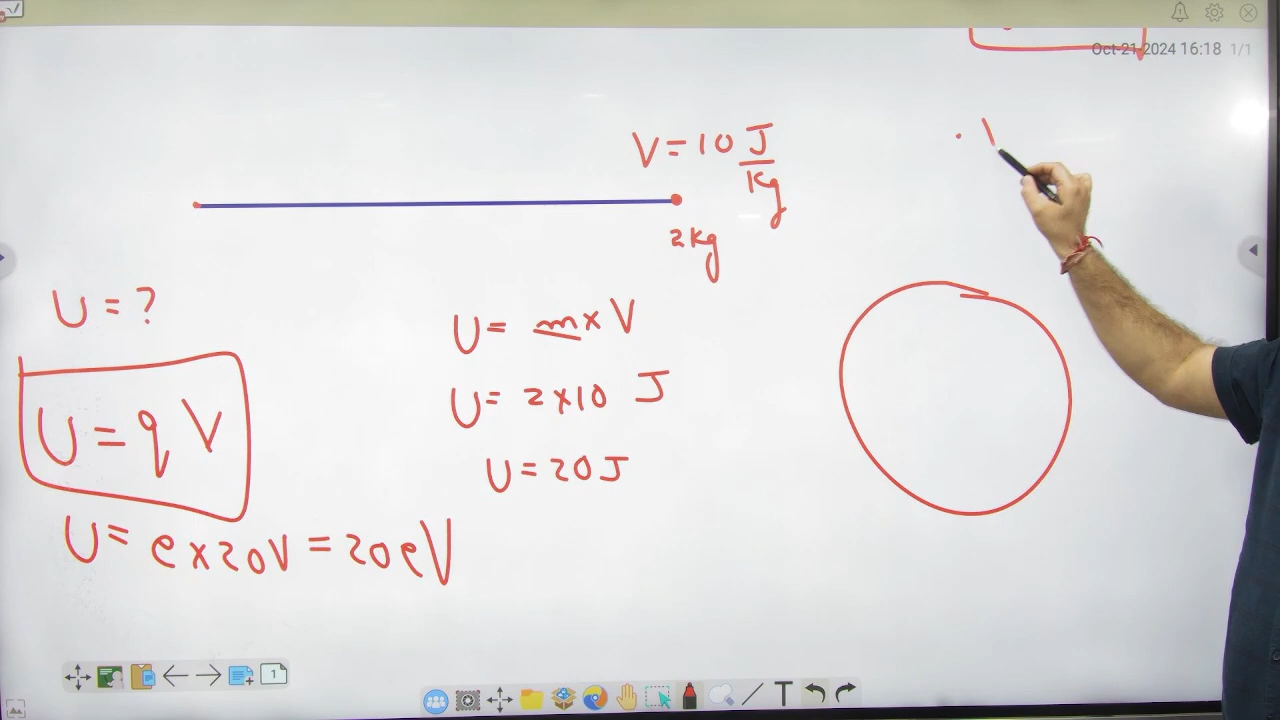 Oct 21 2024 16:18 1/1
V = 10 J/Kg
2Kg
U = ?
U = m x V
U = q V
U = 2 x 10 J
U = 20 J
U = e x 20V = 20eV
1
T